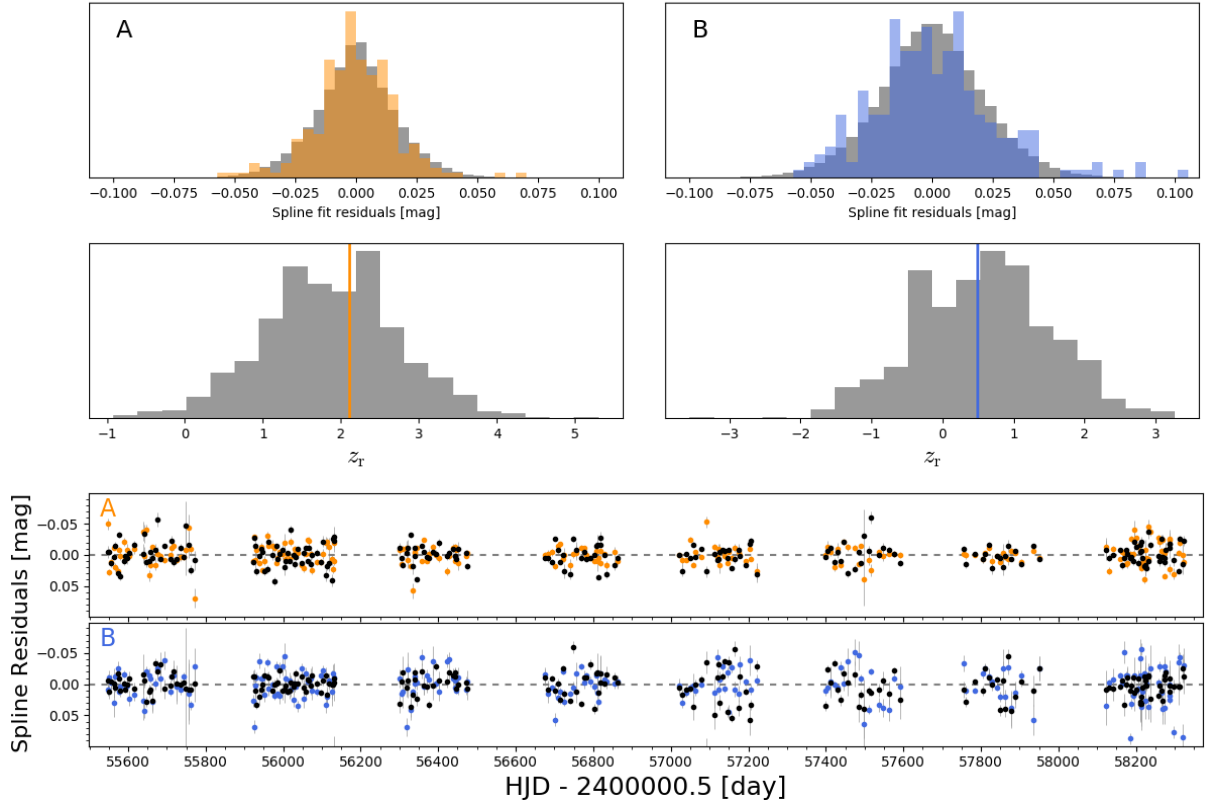 A
B
−0.100 −0.075 −0.050 −0.025 0.000 0.025 0.050 0.075 0.100
−0.100 −0.075 −0.050 −0.025 0.000 0.025 0.050 0.075 0.100
Spline fit residuals [mag]
Spline fit residuals [mag]
−1 0 1 2 3 4 5
−3 −2 −1 0 1 2 3
z_r
z_r
Spline Residuals [mag]
A
−0.05
0.00
0.05
B
−0.05
0.00
0.05
55600 55800 56000 56200 56400 56600 56800 57000 57200 57400 57600 57800 58000 58200
HJD - 2400000.5 [day]